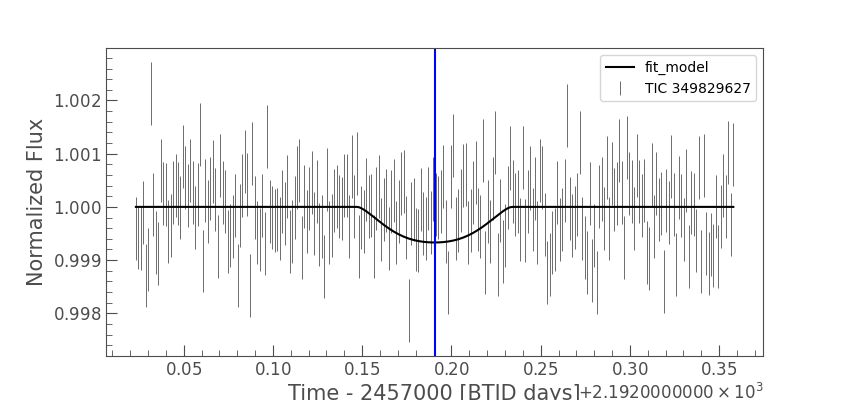 fit_model
TIC 349829627
Normalized Flux
1.002
1.001
1.000
0.999
0.998
0.05 0.10 0.15 0.20 0.25 0.30 0.35
Time - 2457000 [BTJD days]
+2.1920000000 × 10³